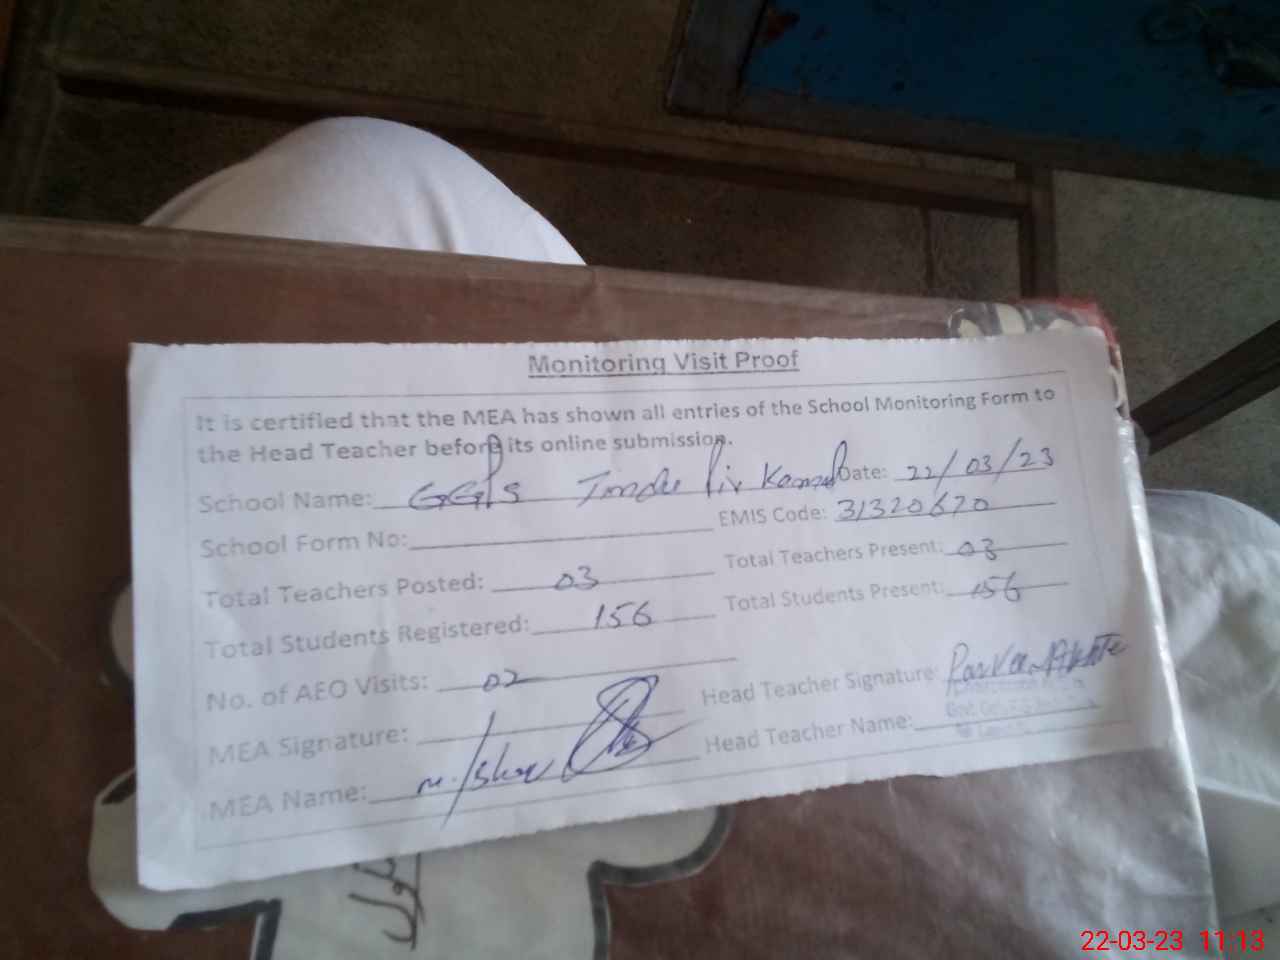 Monitoring Visit Proof
It is certified that the MEA has shown all entries of the School Monitoring Form to
the Head Teacher before its online submission.
School Name: GGPS Pir Date: 22/03/23
School Form No: EMIS Code: 31320670
Total Teachers Posted: 03 Total Teachers Present: 03
Total Students Registered: 156 Total Students Present: 156
No. of AEO Visits: 02
MEA Signature: Head Teacher Signature:
MEA Name: Head Teacher Name:
22-03-23 11:13